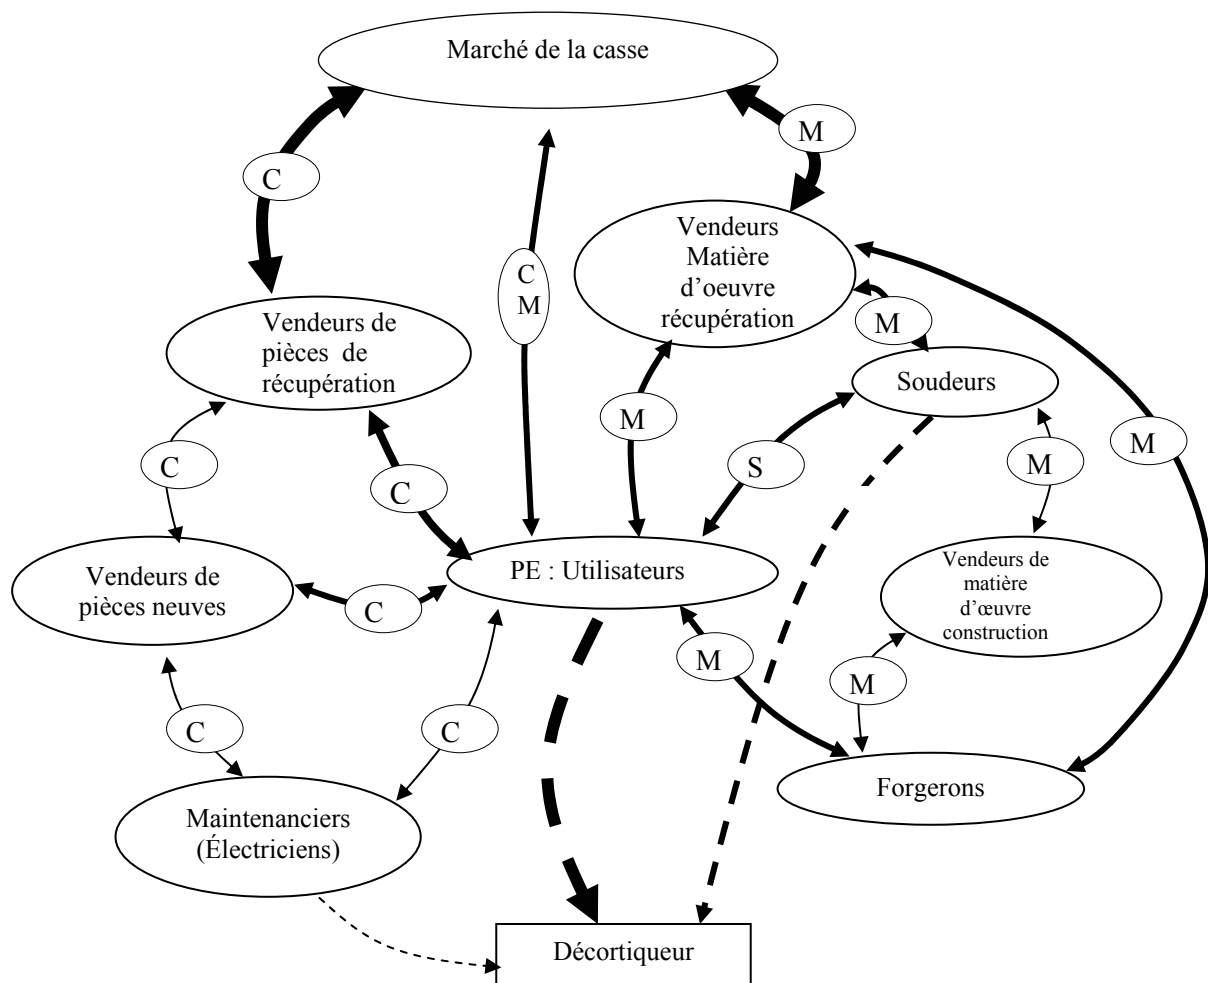 Marché de la casse
M
C
Vendeurs
Matière
d'oeuvre
récupération
C
M
M
Vendeurs de
pièces de
récupération
Soudeurs
M
M
C
S
M
C
Vendeurs de
pièces neuves
PE : Utilisateurs
Vendeurs de
matière
d'œuvre
construction
C
M
M
C
C
Forgerons
Maintenanciers
(Électriciens)
Décortiqueur